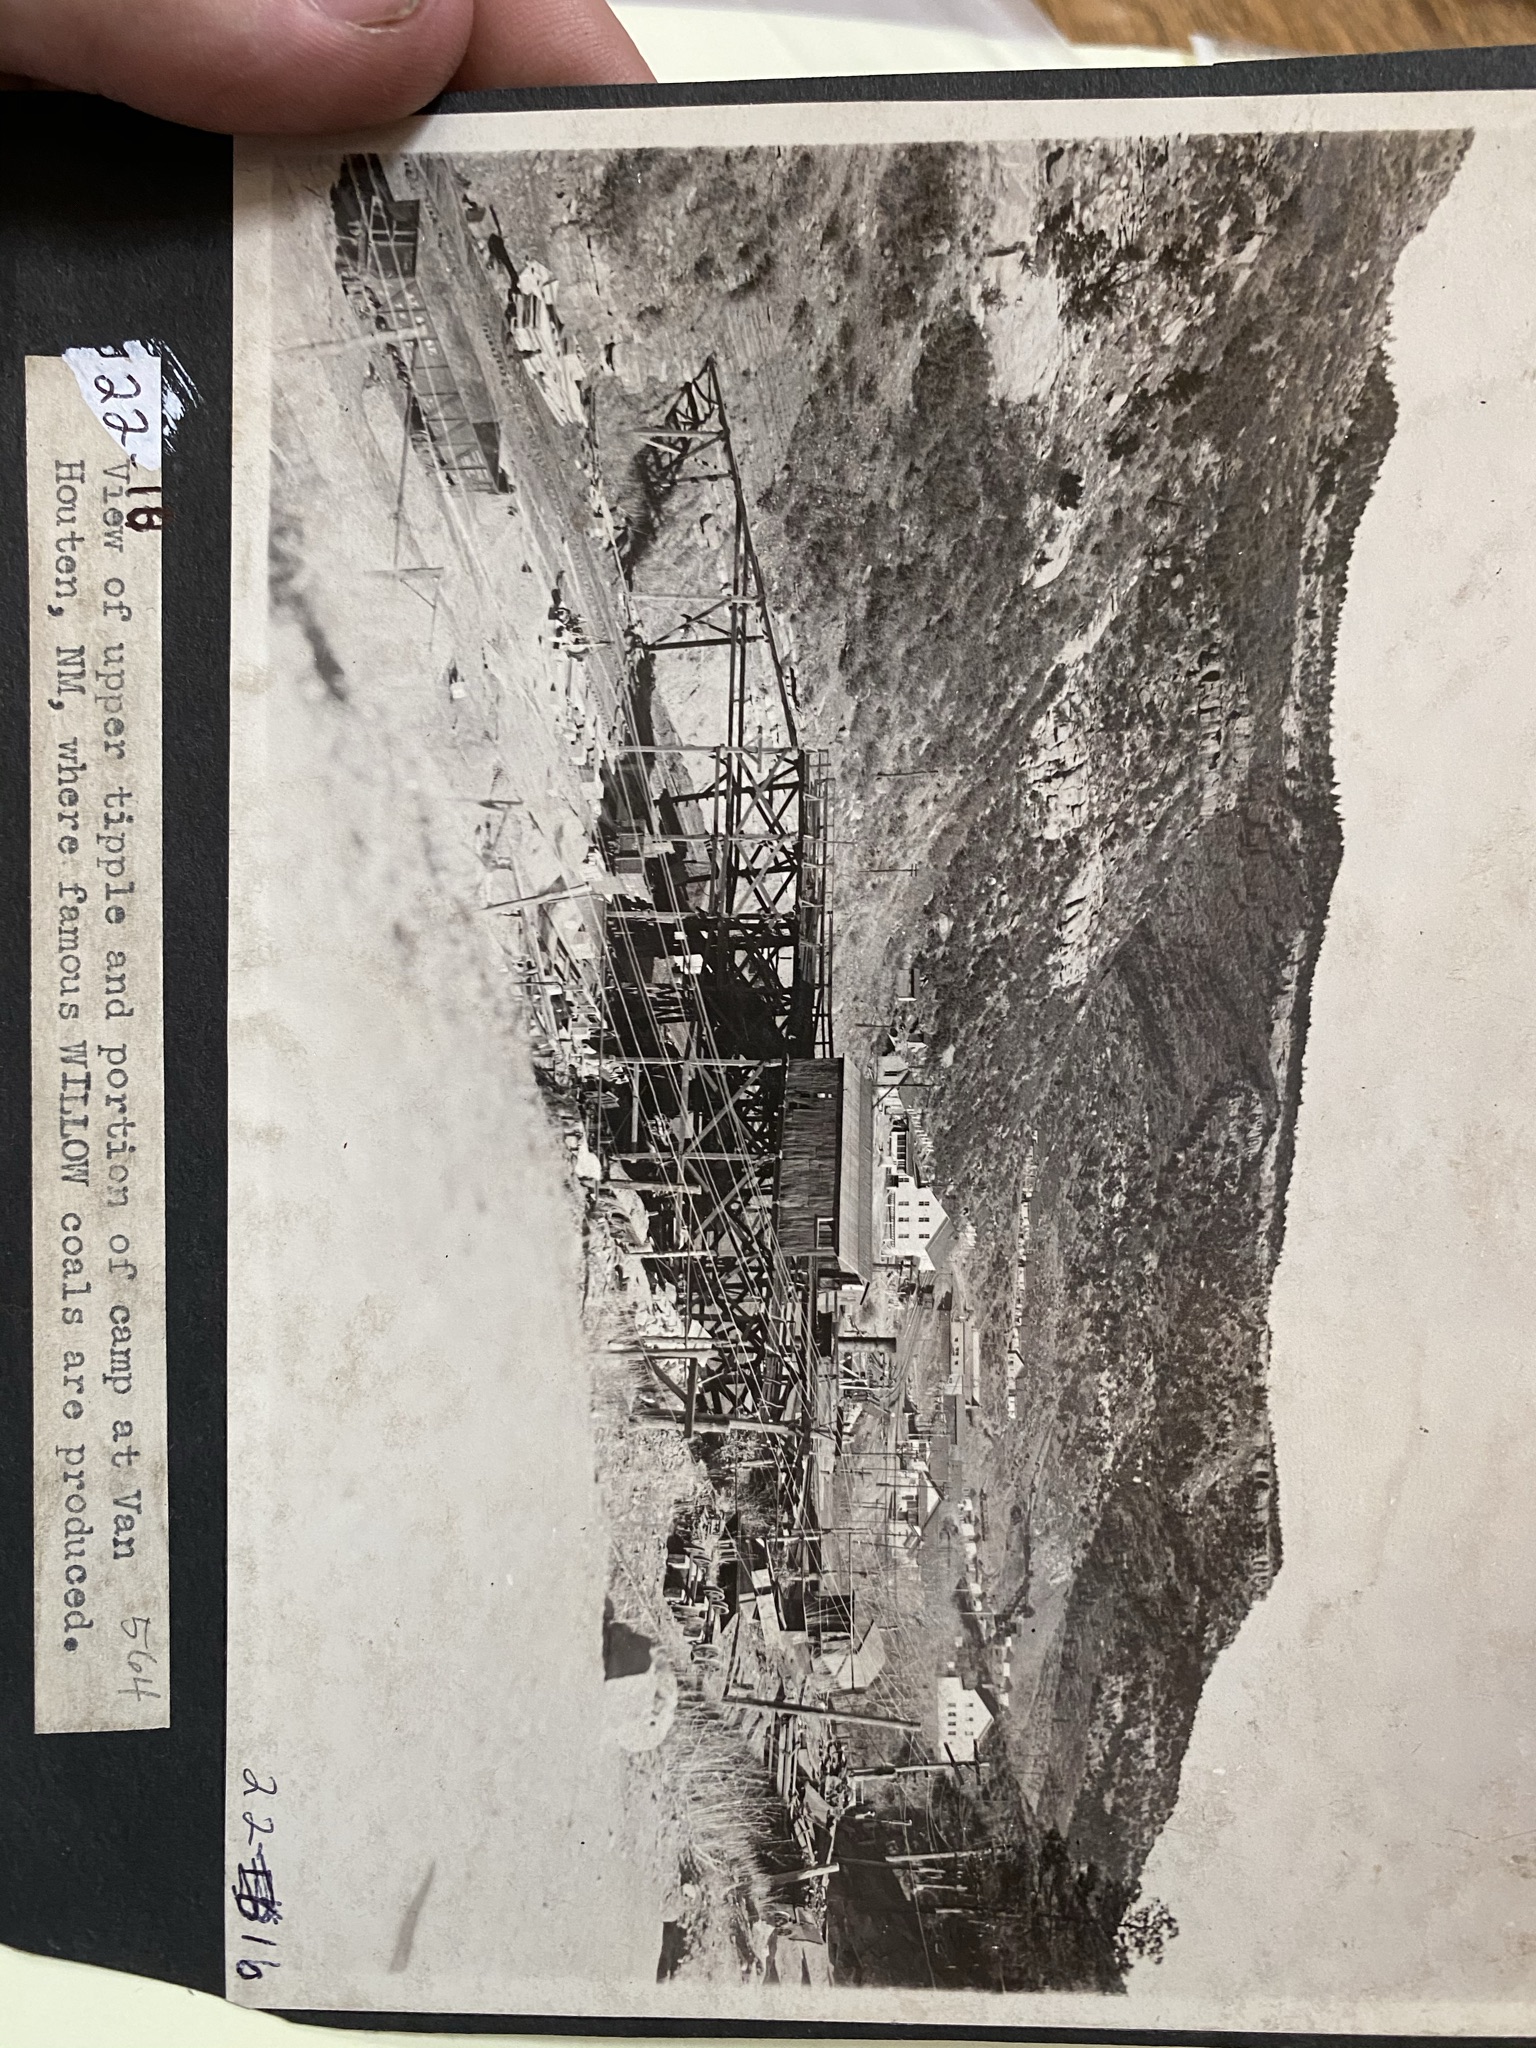 22-16
22-18
564
View of upper tipple and portion of camp at Van
Houten, NM, where famous WILLOW coals are produced.